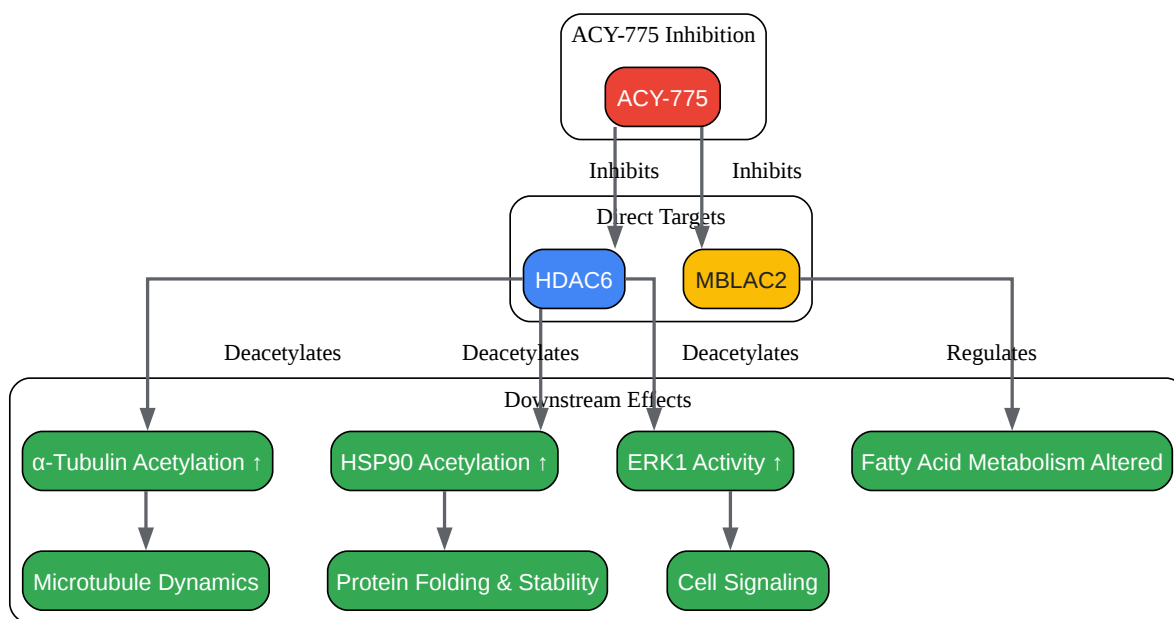 ACY-775 Inhibition
ACY-775
Inhibits
Inhibits
Direct Targets
HDAC6
MBLAC2
Deacetylates
Deacetylates
Deacetylates
Regulates
Downstream Effects
α-Tubulin Acetylation ↑
HSP90 Acetylation ↑
ERK1 Activity ↑
Fatty Acid Metabolism Altered
Microtubule Dynamics
Protein Folding & Stability
Cell Signaling